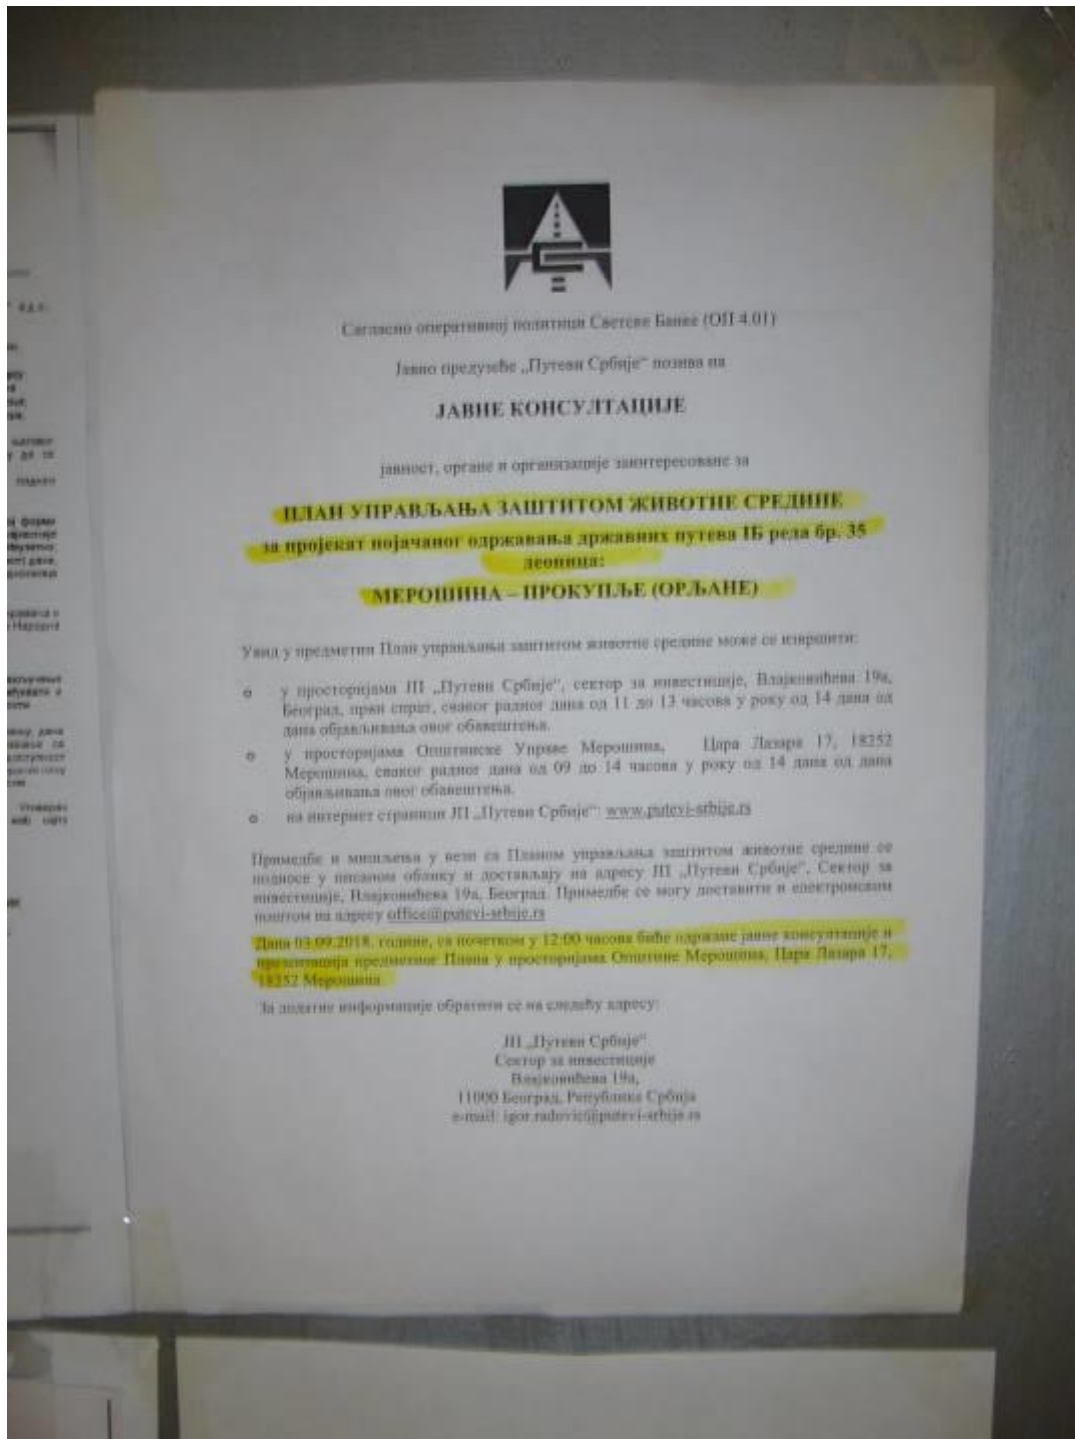 Сагласно оперативној политици Светске Банке (ОП 4.01)
Јавно предузеће „Путеви Србије“ позива на
ЈАВНЕ КОНСУЛТАЦИЈЕ
јавност, органе и организације заинтересоване за
ПЛАН УПРАВЉАЊА ЗАШТИТОМ ЖИВОТНЕ СРЕДИНЕ
за пројекат појачаног одржавања државних путева IБ реда бр. 35
деоница:
МЕРОШИНА – ПРОКУПЉЕ (ОРЉАНЕ)
Увид у предметни План управљања заштитом животне средине може се извршити:
у просторијама ЈП „Путеви Србије“, сектор за инвестиције, Влајковићева 19а,
Београд, први спрат, сваког радног дана од 11 до 13 часова у року од 14 дана од
дана објављивања овог обавештења.
у просторијама Општинске Управе Мерошина, Цара Лазара 17, 18252
Мерошина, сваког радног дана од 09 до 14 часова у року од 14 дана од дана
објављивања овог обавештења.
на интернет страници ЈП „Путеви Србије“: www.putevi-srbije.rs
Примедбе и мишљења у вези са Планом управљања заштитом животне средине се
подносе у писаном облику и достављају на адресу ЈП „Путеви Србије“, Сектор за
инвестиције, Влајковићева 19а, Београд. Примедбе се могу доставити и електронским
поштом на адресу office@putevi-srbije.rs
Дана 03.09.2018. године, са почетком у 12:00 часова биће одржане јавне консултације и
презентација предметног Плана у просторијама Општине Мерошина, Цара Лазара 17,
18252 Мерошина.
За додатне информације обратити се на следећу адресу:
ЈП „Путеви Србије“
Сектор за инвестиције
Влајковићева 19а,
11000 Београд, Република Србија
e-mail: igor.radovic@putevi-srbije.rs